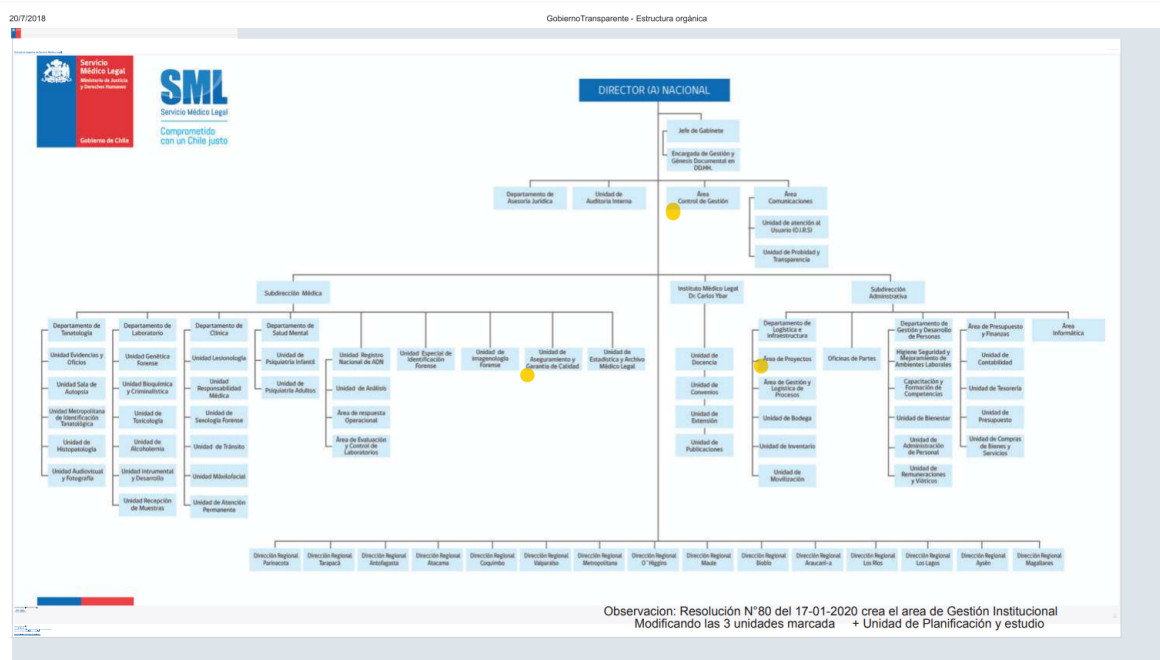 20/7/2018
GobiernoTransparente - Estructura orgánica
Servicio
Médico Legal
Ministerio de Justicia
y Derechos Humanos
Gobierno de Chile
SML
Servicio Médico Legal
Comprometido
con un Chile justo
DIRECTOR (A) NACIONAL
Jefe de Gabinete
Encargada de Gestión y
Génesis Documental en
DD.HH.
Departamento de
Asesoría Jurídica
Unidad de
Auditoria Interna
Área
Control de Gestión
Área
Comunicaciones
Unidad de atención al
Usuario (O.I.R.S)
Unidad de Probidad y
Transparencia
Subdirección Médica
Instituto Médico Legal
Dr. Carlos Ybar
Subdirección
Adminstrativa
Departamento de
Tanatología
Unidad Evidencias y
Oficios
Unidad Sala de
Autopsia
Unidad Metropolitana
de Identificación
Tanatológica
Unidad de
Histopatología
Unidad Audiovisual
y Fotografía
Departamento de
Laboratorio
Unidad Genética
Forense
Unidad Bioquímica
y Criminalística
Unidad de
Toxicología
Unidad de
Alcoholemia
Unidad Intrumental
y Desarrollo
Unidad Recepción
de Muestras
Departamento de
Clínica
Unidad Lesionología
Unidad
Responsabilidad
Médica
Unidad de
Sexología Forense
Unidad de Tránsito
Unidad Máxilofacial
Unidad de Atención
Permanente
Departamento de
Salud Mental
Unidad de
Psiquiatría Infantil
Unidad de
Psiquiatría Adultos
Unidad Registro
Nacional de ADN
Unidad de Análisis
Área de respuesta
Operacional
Área de Evaluación
y Control de
Laboratorios
Unidad Especial de
Identificación
Forense
Unidad de
Imagenología
Forense
Unidad de
Aseguramiento y
Garantía de Calidad
Unidad de
Estadística y Archivo
Médico Legal
Unidad de
Docencia
Unidad de
Convenios
Unidad de
Extensión
Unidad de
Publicaciones
Departamento de
Logística e
Infraestructura
Área de Proyectos
Área de Gestión y
Logística de
Procesos
Unidad de Bodega
Unidad de Inventario
Unidad de
Movilización
Oficinas de Partes
Departamento de
Gestión y Desarrollo
de Personas
Higiene Seguridad y
Mejoramiento de
Ambientes Laborales
Capacitación y
Formación de
Competencias
Unidad de Bienestar
Unidad de
Administración
de Personal
Unidad de
Remuneraciones
y Viáticos
Área de Presupuesto
y Finanzas
Unidad de
Contabilidad
Unidad de Tesoreria
Unidad de
Presupuesto
Unidad de Compras
de Bienes y
Servicios
Área
Informática
Dirección Regional
Parinacota
Dirección Regional
Tarapacá
Dirección Regional
Antofagasta
Dirección Regional
Atacama
Dirección Regional
Coquimbo
Dirección Regional
Valparaíso
Dirección Regional
Metropolitana
Dirección Regional
O´Higgins
Dirección Regional
Maule
Dirección Regional
Biobío
Dirección Regional
Araucarí-a
Dirección Regional
Los Ríos
Dirección Regional
Los Lagos
Dirección Regional
Aysén
Dirección Regional
Magallanes
Observacion: Resolución N°80 del 17-01-2020 crea el area de Gestión Institucional
Modificando las 3 unidades marcada + Unidad de Planificación y estudio